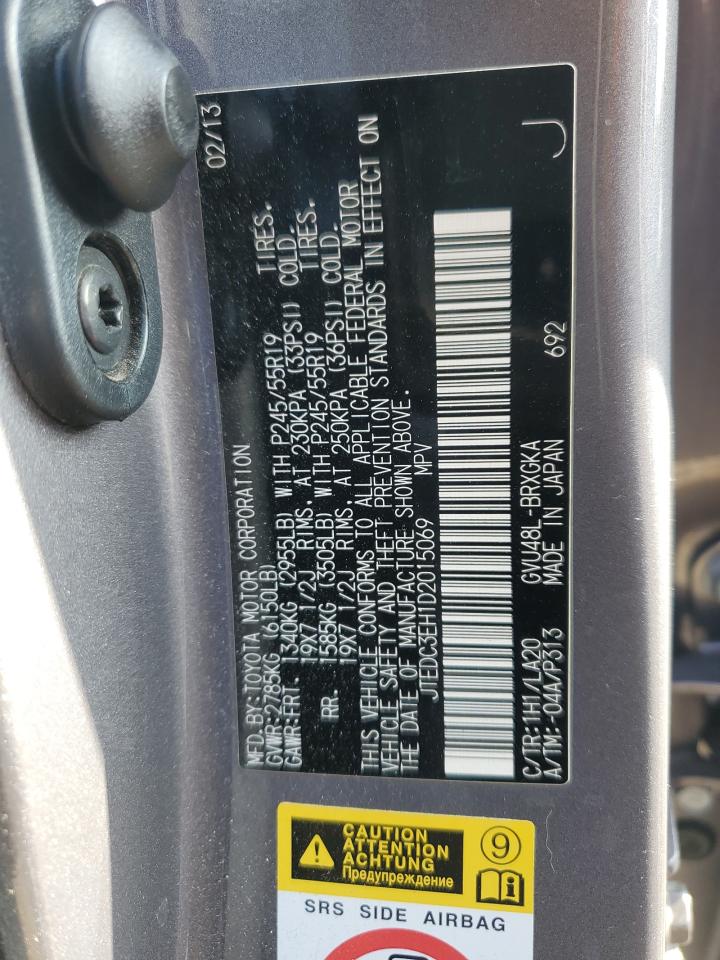 02/13
MFD.BY:TOYOTA MOTOR CORPORATION
GVWR:2785KG (6150LB)
GAWR:FRT. 1340KG (2955LB) WITH P245/55R19 TIRES.
19X7 1/2J RIMS. AT 230KPA (33PSI) COLD.
RR. 1588KG (3505LB) WITH P245/55R19 TIRES.
19X7 1/2J RIMS. AT 250KPA (36PSI) COLD.
THIS VEHICLE CONFORMS TO ALL APPLICABLE FEDERAL MOTOR
VEHICLE SAFETY AND THEFT PREVENTION STANDARDS IN EFFECT ON
THE DATE OF MANUFACTURE SHOWN ABOVE.
JTEDC3EH1D2015069 MPV
C/TR:1H1/LA20 GVU48L-BRXGKA 692
A/TM:-04A/P313 MADE IN JAPAN
J
CAUTION
ATTENTION
ACHTUNG
Предупреждение
9
SRS SIDE AIRBAG